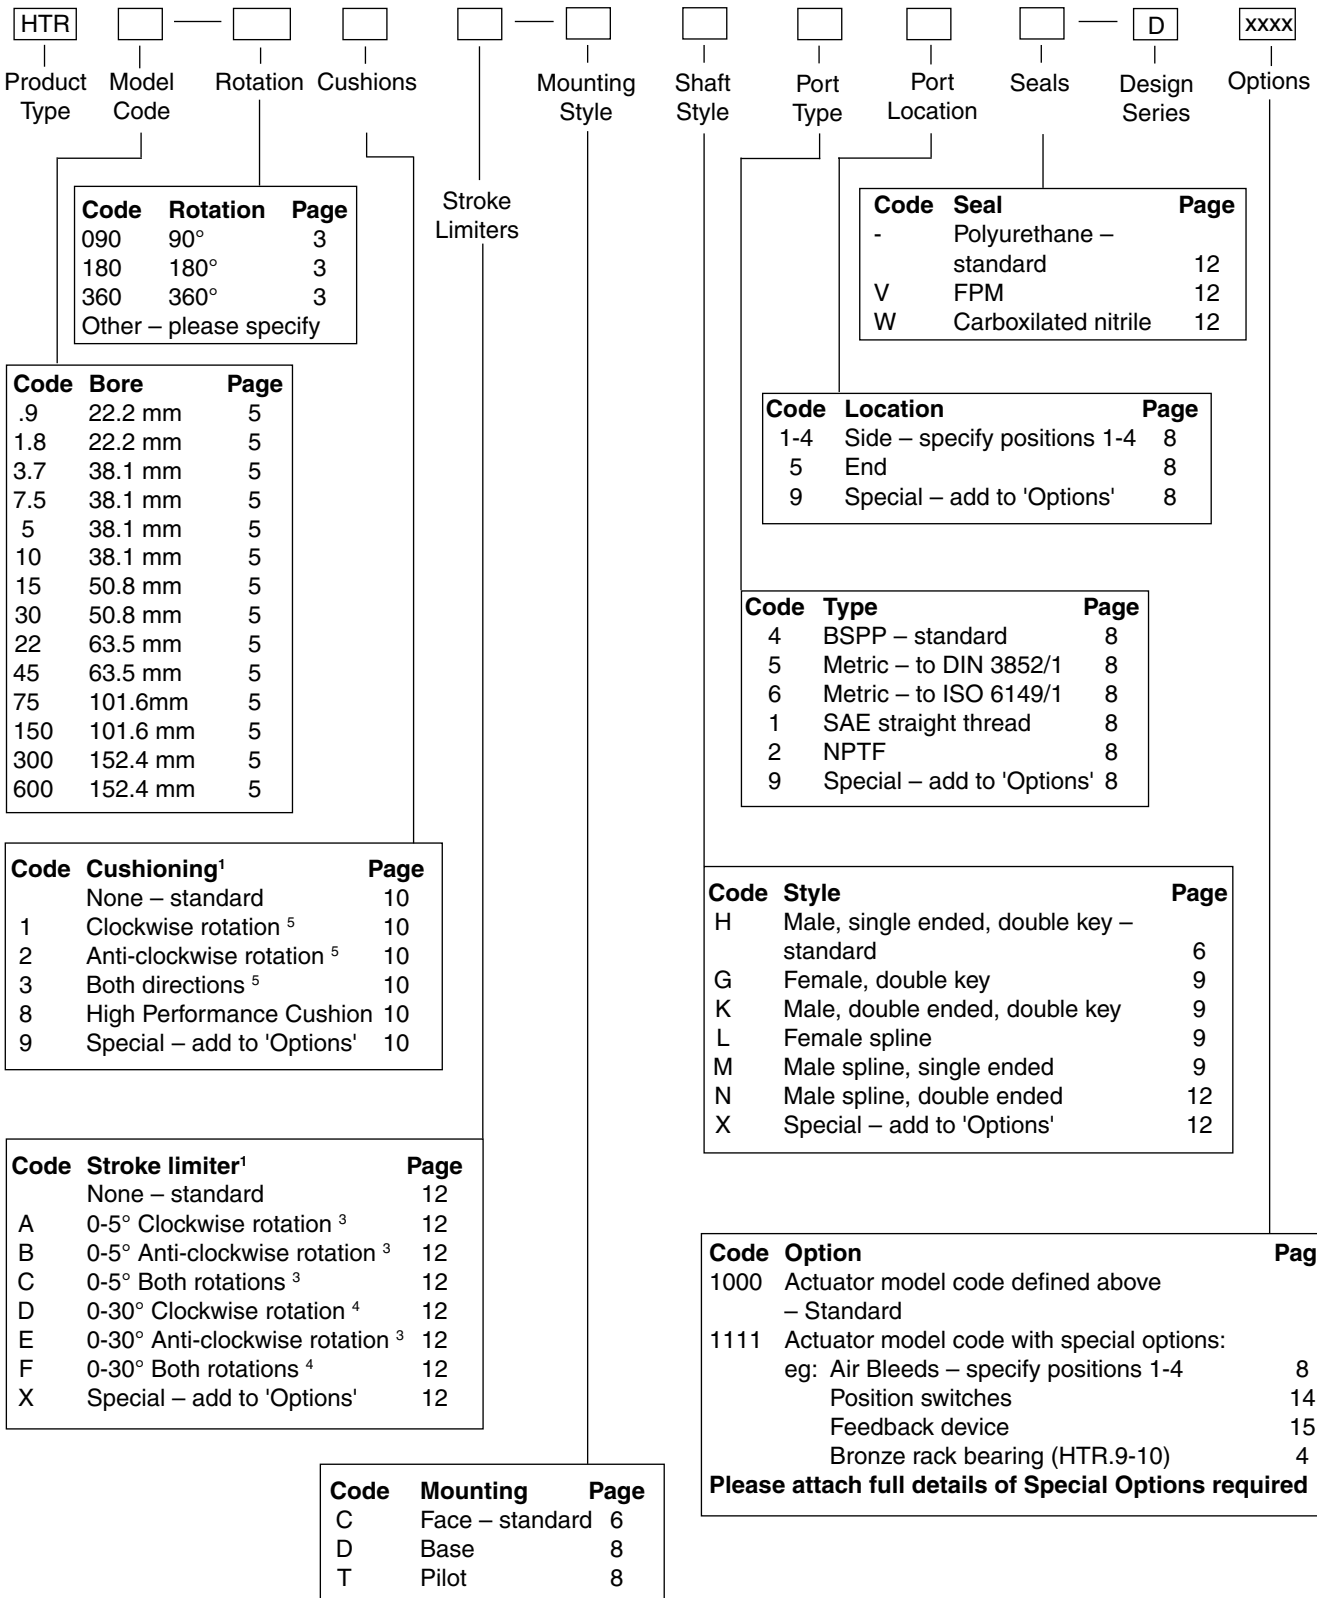 HTR D xxxx
Product Type
Model Code
Rotation
Cushions
Mounting Style
Shaft Style
Port Type
Port Location
Seals
Design Series
Options
Stroke Limiters
Code Rotation Page
090 90° 3
180 180° 3
360 360° 3
Other – please specify
Code Seal Page
- Polyurethane –
standard 12
V FPM 12
W Carboxilated nitrile 12
Code Bore Page
.9 22.2 mm 5
1.8 22.2 mm 5
3.7 38.1 mm 5
7.5 38.1 mm 5
5 38.1 mm 5
10 38.1 mm 5
15 50.8 mm 5
30 50.8 mm 5
22 63.5 mm 5
45 63.5 mm 5
75 101.6mm 5
150 101.6 mm 5
300 152.4 mm 5
600 152.4 mm 5
Code Location Page
1-4 Side – specify positions 1-4 8
5 End 8
9 Special – add to 'Options' 8
Code Type Page
4 BSPP – standard 8
5 Metric – to DIN 3852/1 8
6 Metric – to ISO 6149/1 8
1 SAE straight thread 8
2 NPTF 8
9 Special – add to 'Options' 8
Code Cushioning¹ Page
None – standard 10
1 Clockwise rotation ⁵ 10
2 Anti-clockwise rotation ⁵ 10
3 Both directions ⁵ 10
8 High Performance Cushion 10
9 Special – add to 'Options' 10
Code Style Page
H Male, single ended, double key –
standard 6
G Female, double key 9
K Male, double ended, double key 9
L Female spline 9
M Male spline, single ended 9
N Male spline, double ended 12
X Special – add to 'Options' 12
Code Stroke limiter¹ Page
None – standard 12
A 0-5° Clockwise rotation ³ 12
B 0-5° Anti-clockwise rotation ³ 12
C 0-5° Both rotations ³ 12
D 0-30° Clockwise rotation ⁴ 12
E 0-30° Anti-clockwise rotation ³ 12
F 0-30° Both rotations ⁴ 12
X Special – add to 'Options' 12
Code Option Pag
1000 Actuator model code defined above
– Standard
1111 Actuator model code with special options:
eg: Air Bleeds – specify positions 1-4 8
Position switches 14
Feedback device 15
Bronze rack bearing (HTR.9-10) 4
Please attach full details of Special Options required
Code Mounting Page
C Face – standard 6
D Base 8
T Pilot 8